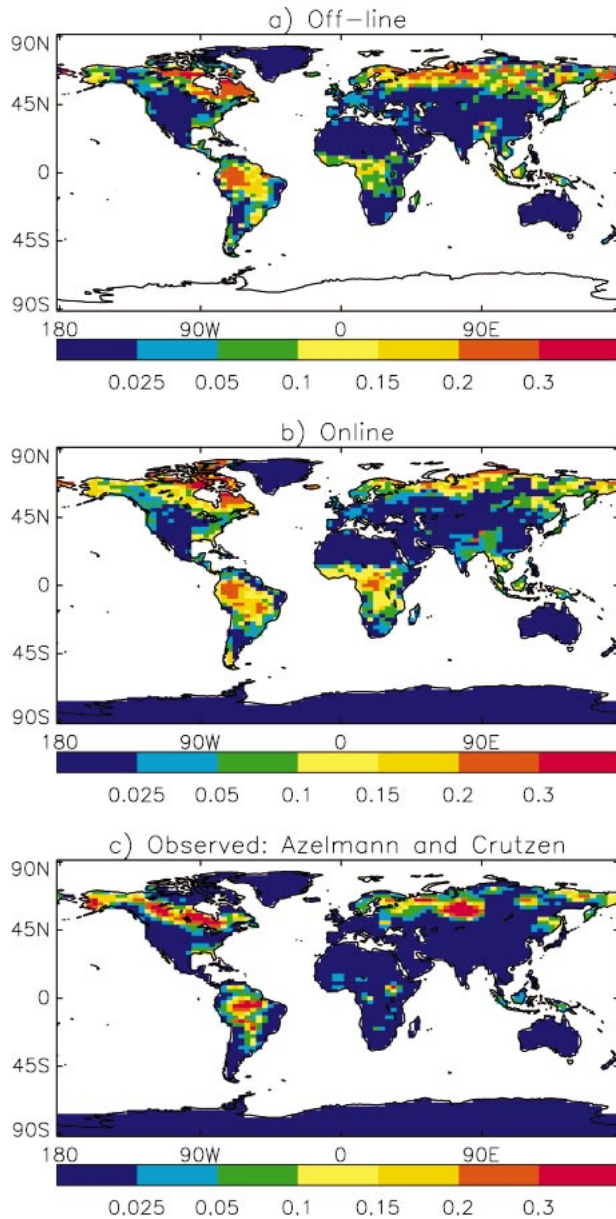 a) Off-line
90N
45N
0
45S
90S
180 90W 0 90E
0.025 0.05 0.1 0.15 0.2 0.3
b) Online
90N
45N
0
45S
90S
180 90W 0 90E
0.025 0.05 0.1 0.15 0.2 0.3
c) Observed: Azelmann and Crutzen
90N
45N
0
45S
90S
180 90W 0 90E
0.025 0.05 0.1 0.15 0.2 0.3